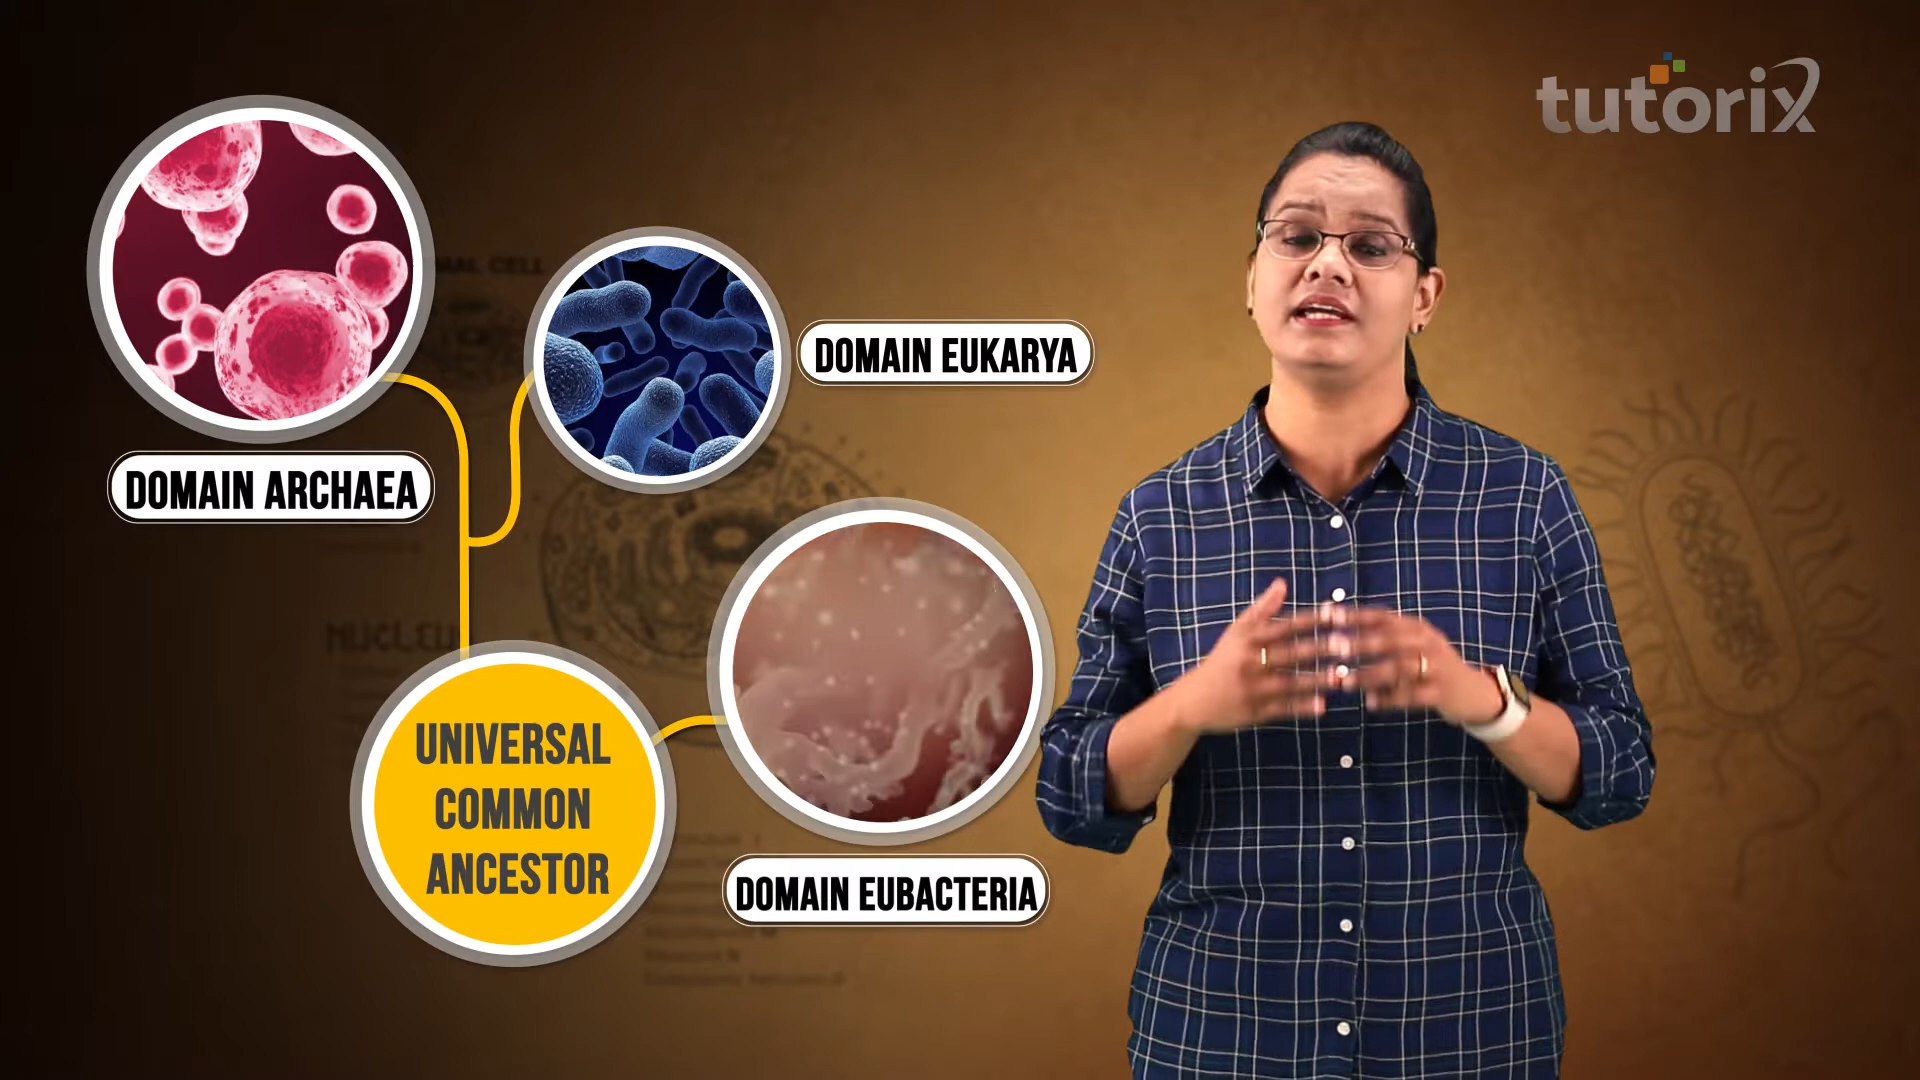 tutorix
DOMAIN EUKARYA
DOMAIN ARCHAEA
UNIVERSAL
COMMON
ANCESTOR
DOMAIN EUBACTERIA